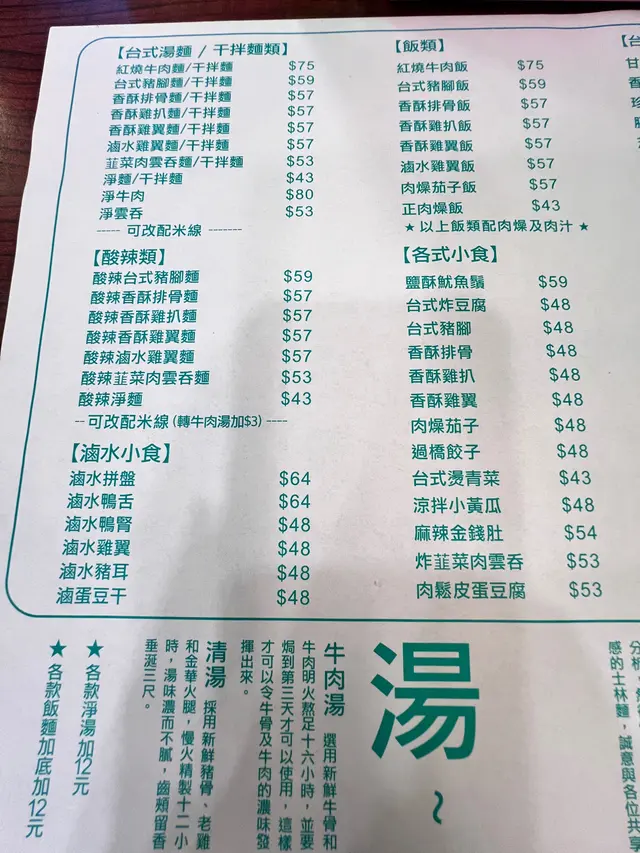 【台式湯麵 / 干拌麵類】
紅燒牛肉麵/干拌麵 $75
台式豬腳麵/干拌麵 $59
香酥排骨麵/干拌麵 $57
香酥雞扒麵/干拌麵 $57
香酥雞翼麵/干拌麵 $57
滷水雞翼麵/干拌麵 $57
韮菜肉雲吞麵/干拌麵 $53
淨麵/干拌麵 $43
淨牛肉 $80
淨雲吞 $53
----- 可改配米線 -------
【酸辣類】
酸辣台式豬腳麵 $59
酸辣香酥排骨麵 $57
酸辣香酥雞扒麵 $57
酸辣香酥雞翼麵 $57
酸辣滷水雞翼麵 $57
酸辣韮菜肉雲吞麵 $53
酸辣淨麵 $43
-- 可改配米線 (轉牛肉湯加$3) ----
【滷水小食】
滷水拼盤 $64
滷水鴨舌 $64
滷水鴨腎 $48
滷水雞翼 $48
滷水豬耳 $48
滷蛋豆干 $48
【飯類】
紅燒牛肉飯 $75
台式豬腳飯 $59
香酥排骨飯 $57
香酥雞扒飯 $57
香酥雞翼飯 $57
滷水雞翼飯 $57
肉燥茄子飯 $57
正肉燥飯 $43
★ 以上飯類配肉燥及肉汁 ★
【各式小食】
鹽酥魷魚鬚 $59
台式炸豆腐 $48
台式豬腳 $48
香酥排骨 $48
香酥雞扒 $48
香酥雞翼 $48
肉燥茄子 $48
過橋餃子 $48
台式燙青菜 $43
涼拌小黃瓜 $48
麻辣金錢肚 $54
炸韮菜肉雲吞 $53
肉鬆皮蛋豆腐 $53
感的士林麵，誠意與各位共享
湯~
牛肉湯 選用新鮮牛骨和
牛肉明火熬足十六小時，並要
焗到第三天才可以使用，這樣
才可以令牛骨及牛肉的濃味發
揮出來。
清湯 採用新鮮豬骨、老雞
和金華火腿，慢火精製十二小
時，湯味濃而不膩，齒頰留香
垂涎三尺。
★ 各款淨湯加12元
★ 各款飯麵加底加12元